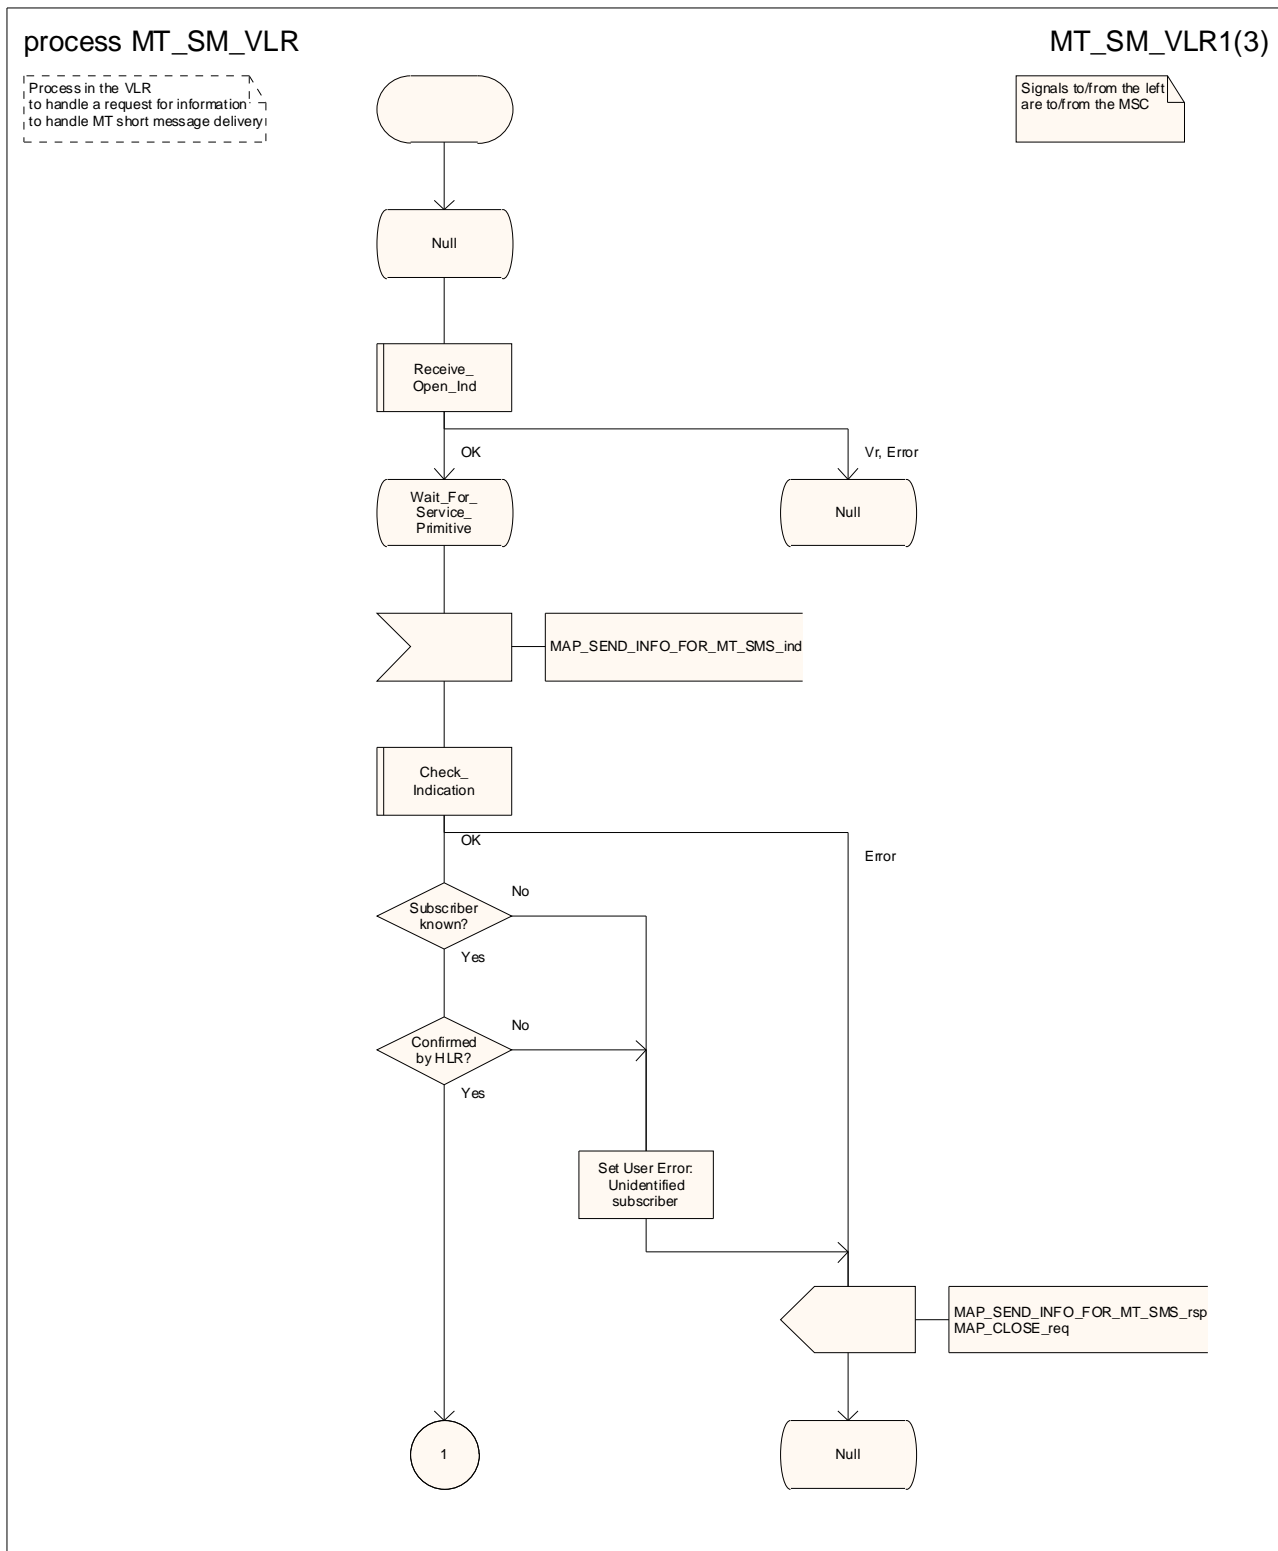 process MT_SM_VLR
MT_SM_VLR1(3)
Process in the VLR
to handle a request for information
to handle MT short message delivery
Signals to/from the left
are to/from the MSC
Null
Receive_
Open_Ind
OK
Vr, Error
Wait_For_
Service_
Primitive
Null
MAP_SEND_INFO_FOR_MT_SMS_ind
Check_
Indication
OK
Error
No
Subscriber
known?
Yes
No
Confirmed
by HLR?
Yes
Set User Error:
Unidentified
subscriber
MAP_SEND_INFO_FOR_MT_SMS_rsp
MAP_CLOSE_req
1
Null